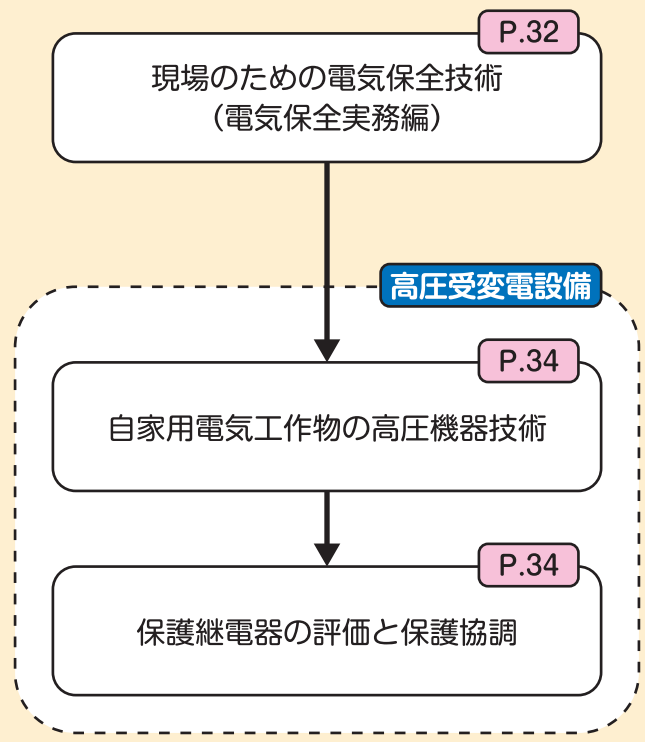 P.32
現場のための電気保全技術
（電気保全実務編）
高圧受変電設備
P.34
自家用電気工作物の高圧機器技術
P.34
保護継電器の評価と保護協調